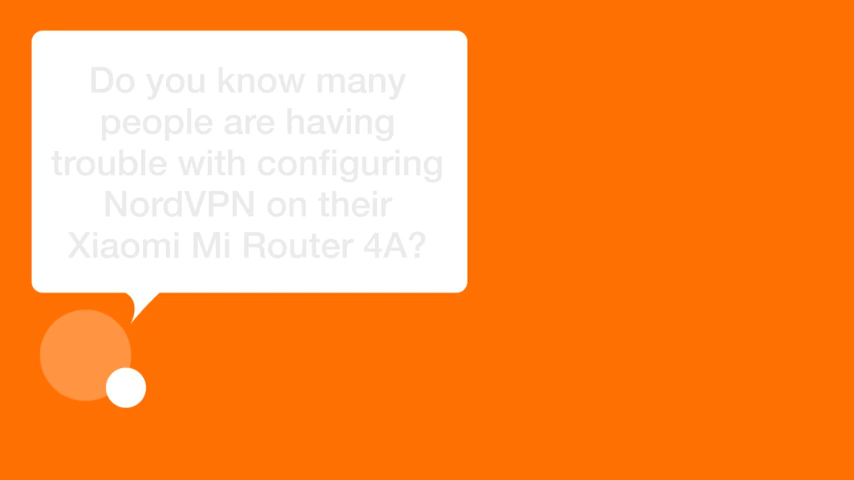 Do you know many
people are having
trouble with configuring
NordVPN on their
Xiaomi Mi Router 4A?